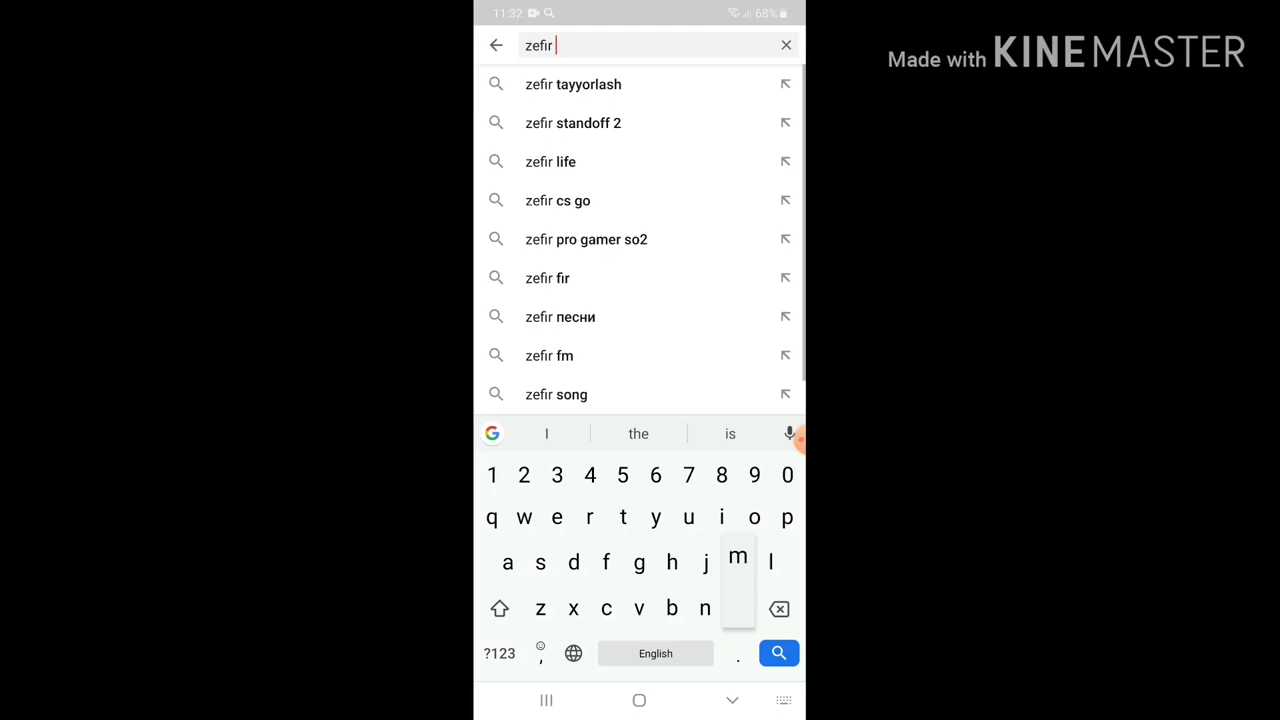 11:32 68%
Made with KINEMASTER
zefir
zefir tayyorlash
zefir standoff 2
zefir life
zefir cs go
zefir pro gamer so2
zefir fir
zefir песни
zefir fm
zefir song
G I the is
1 2 3 4 5 6 7 8 9 0
q w e r t y u i o p
a s d f g h j m l
z x c v b n
?123 , English .